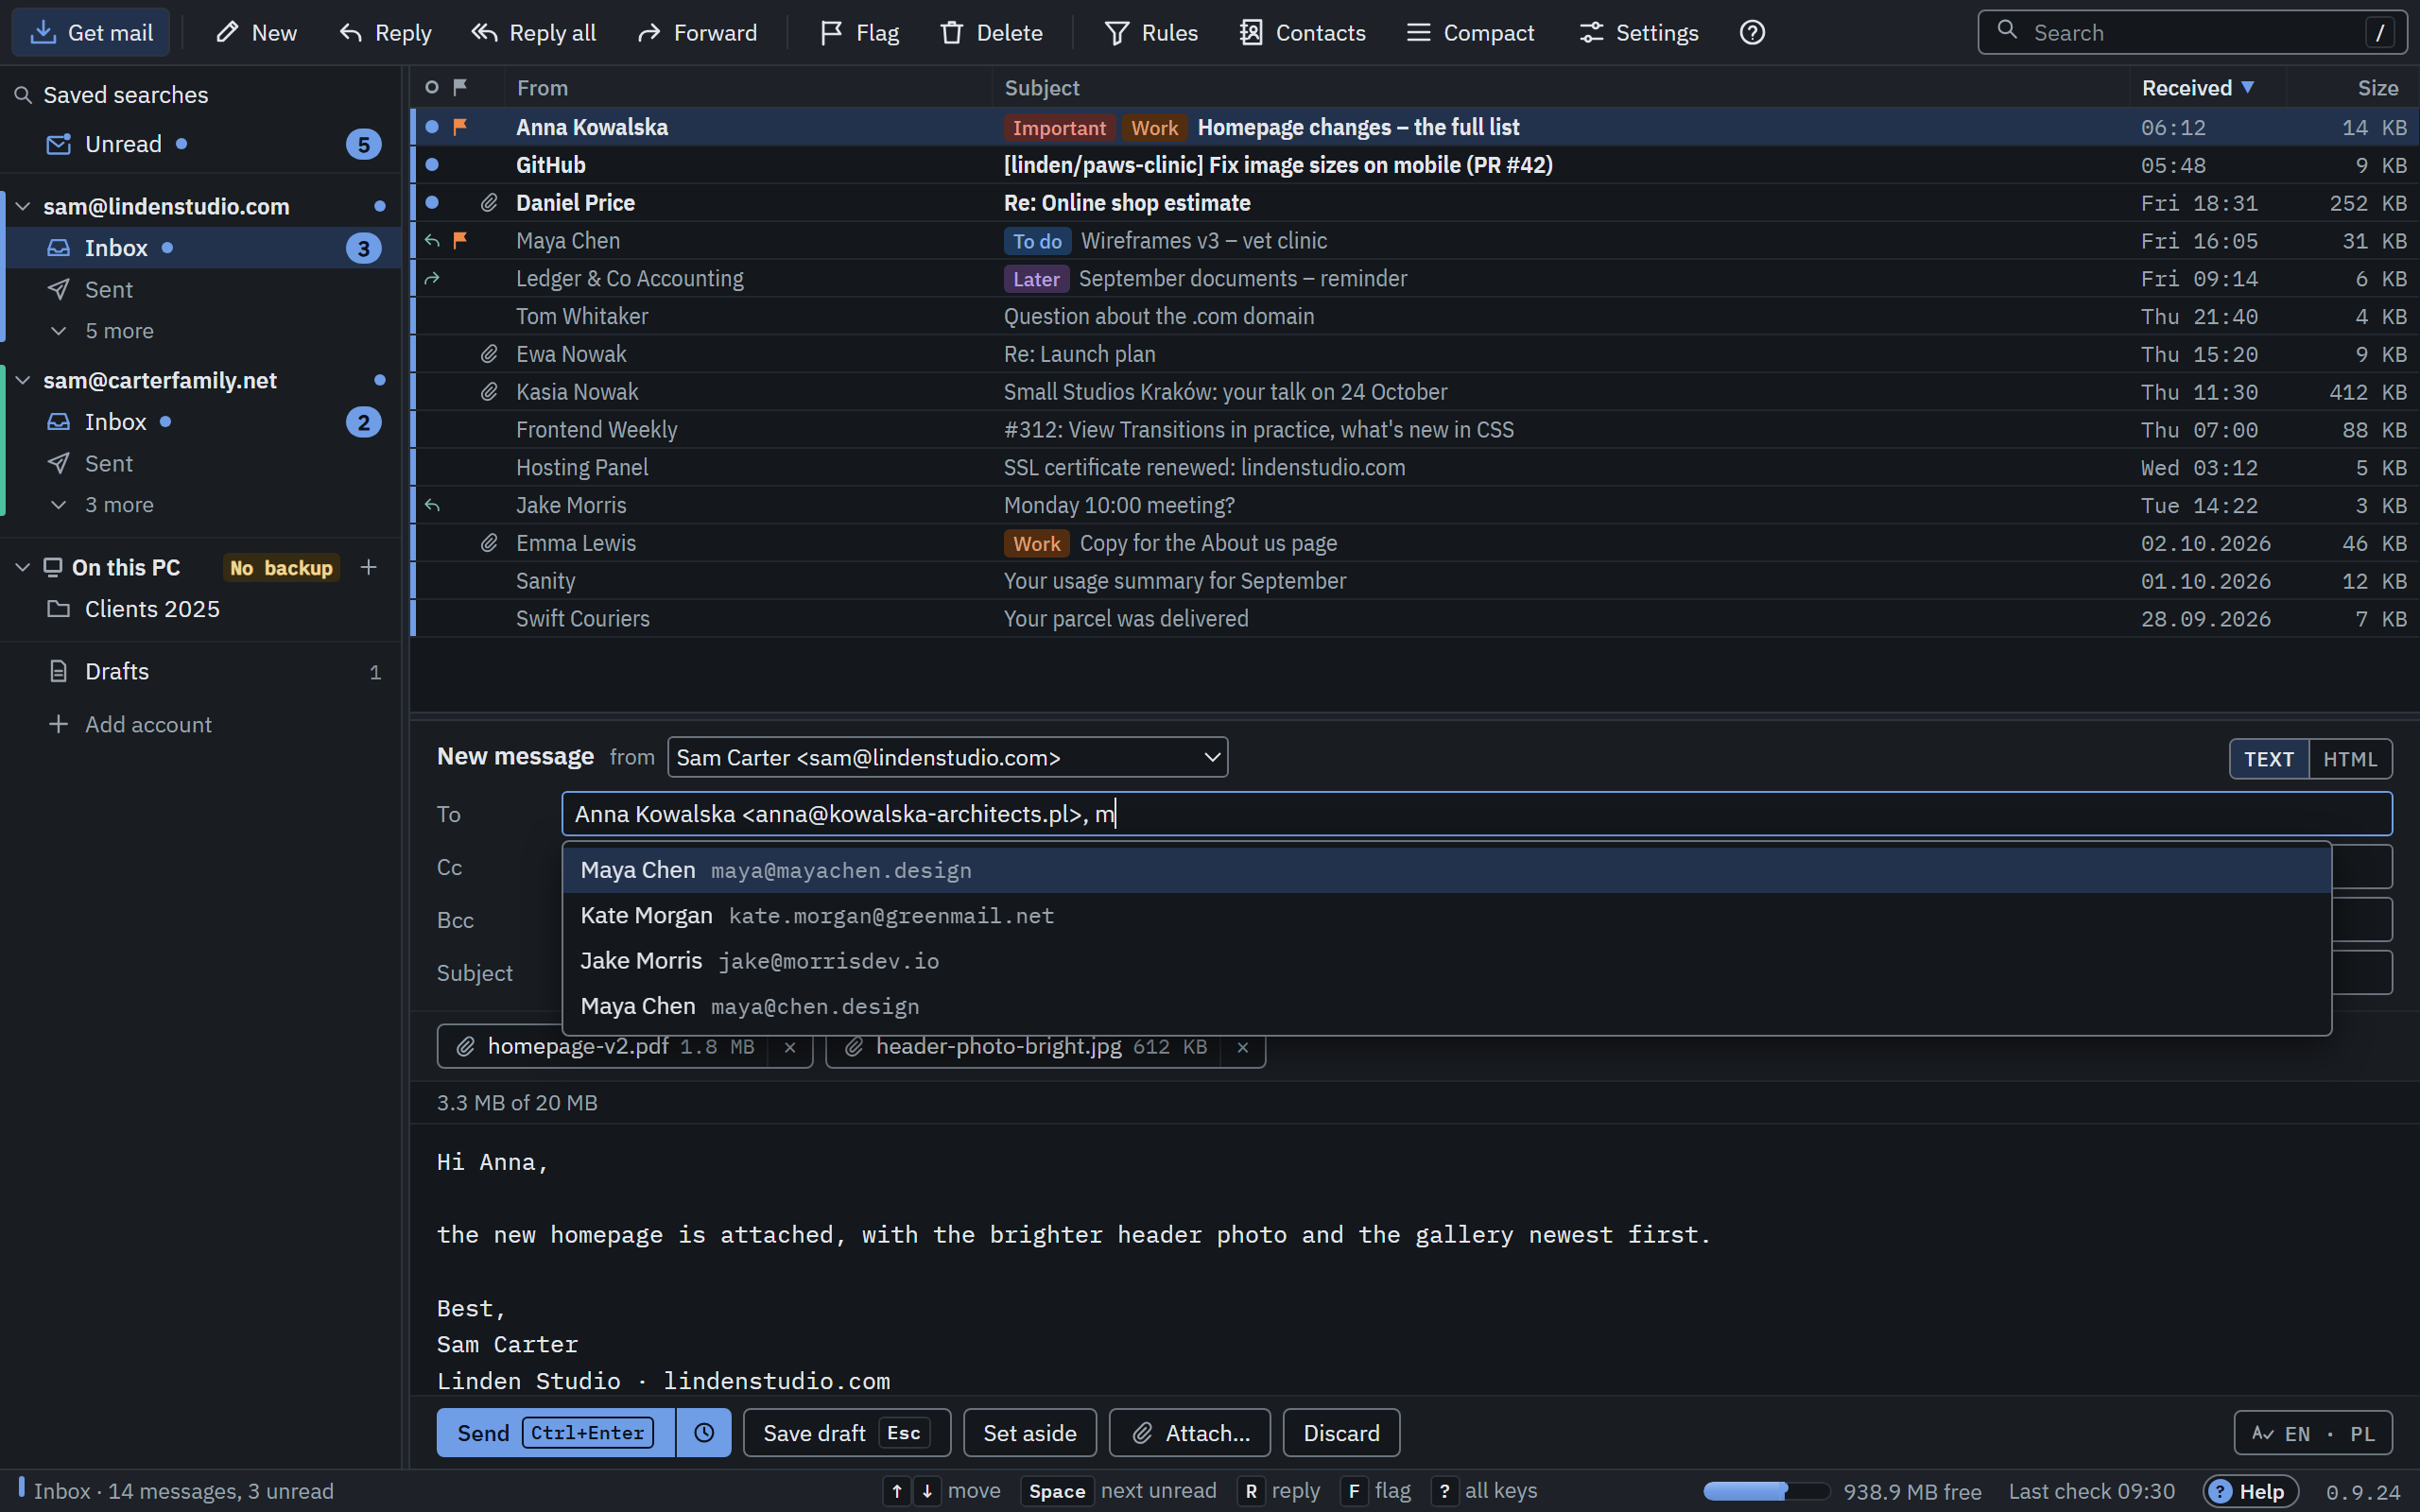 Get mail New Reply Reply all Forward Flag Delete Rules Contacts Compact Settings ? Search /
Saved searches
Unread 5
sam@lindenstudio.com
Inbox 3
Sent
5 more
sam@carterfamily.net
Inbox 2
Sent
3 more
On this PC No backup +
Clients 2025
Drafts 1
+ Add account
From Subject Received ▼ Size
Anna Kowalska Important Work Homepage changes – the full list 06:12 14 KB
GitHub [linden/paws-clinic] Fix image sizes on mobile (PR #42) 05:48 9 KB
Daniel Price Re: Online shop estimate Fri 18:31 252 KB
Maya Chen To do Wireframes v3 – vet clinic Fri 16:05 31 KB
Ledger & Co Accounting Later September documents – reminder Fri 09:14 6 KB
Tom Whitaker Question about the .com domain Thu 21:40 4 KB
Ewa Nowak Re: Launch plan Thu 15:20 9 KB
Kasia Nowak Small Studios Kraków: your talk on 24 October Thu 11:30 412 KB
Frontend Weekly #312: View Transitions in practice, what's new in CSS Thu 07:00 88 KB
Hosting Panel SSL certificate renewed: lindenstudio.com Wed 03:12 5 KB
Jake Morris Monday 10:00 meeting? Tue 14:22 3 KB
Emma Lewis Work Copy for the About us page 02.10.2026 46 KB
Sanity Your usage summary for September 01.10.2026 12 KB
Swift Couriers Your parcel was delivered 28.09.2026 7 KB
New message from Sam Carter <sam@lindenstudio.com> TEXT HTML
To Anna Kowalska <anna@kowalska-architects.pl>, m
Cc
Bcc
Subject
Maya Chen maya@mayachen.design
Kate Morgan kate.morgan@greenmail.net
Jake Morris jake@morrisdev.io
Maya Chen maya@chen.design
homepage-v2.pdf 1.8 MB × header-photo-bright.jpg 612 KB ×
3.3 MB of 20 MB
Hi Anna,
the new homepage is attached, with the brighter header photo and the gallery newest first.
Best,
Sam Carter
Linden Studio · lindenstudio.com
Send Ctrl+Enter Save draft Esc Set aside Attach... Discard EN · PL
Inbox · 14 messages, 3 unread ↑ ↓ move Space next unread R reply F flag ? all keys 938.9 MB free Last check 09:30 ? Help 0.9.24